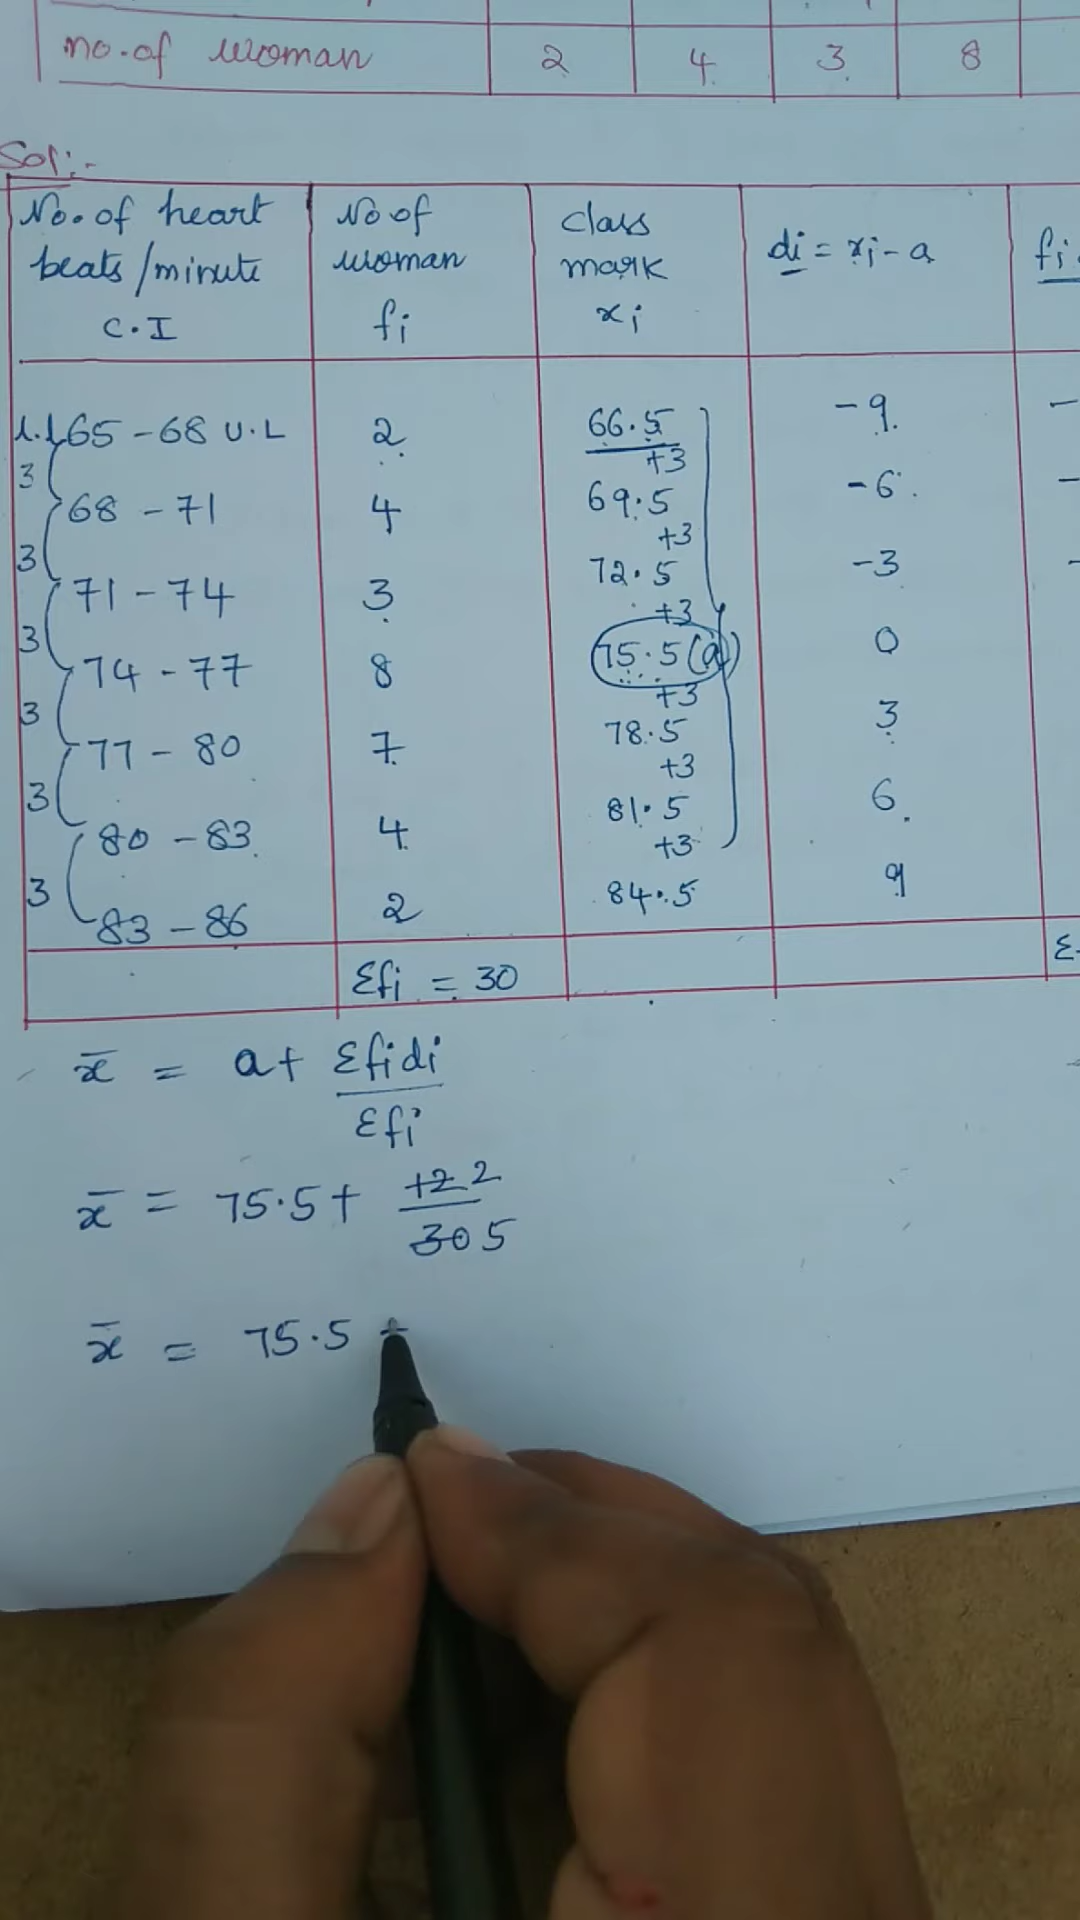 no. of woman 2 4 3 8
Sol:-
No. of heart beats/minute C.I No of woman fi class mark xi di = xi - a fi
L.L 65 - 68 U.L 2 66.5 -9 -
3 +3
68 - 71 4 69.5 -6 -
3 +3
71 - 74 3 72.5 -3 -
3 +3
74 - 77 8 75.5 (a) 0
3 +3
77 - 80 7 78.5 3
3 +3
80 - 83 4 81.5 6
3 +3
83 - 86 2 84.5 9
Σfi = 30 Σ
x̄ = a + Σfidi / Σfi
x̄ = 75.5 + 12 2 / 30 5
x̄ = 75.5 +